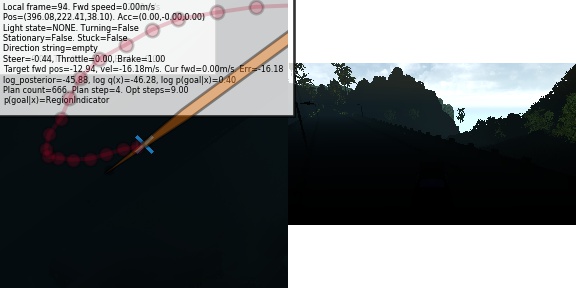 Local frame=94. Fwd speed=0.00m/s
Pos=(396.08,222.41,38.10). Acc=(0.00,-0.00,0.00)
Light state=NONE. Turning=False
Stationary=False. Stuck=False
Direction string=empty
Steer=-0.44, Throttle=0.00, Brake=1.00
Target fwd pos=-12.94, vel=-16.18m/s. Cur fwd=0.00m/s. Err=-16.18
log_posterior=-45.88, log q(x)=-46.28, log p(goal|x)=0.40
Plan count=666. Plan step=4. Opt steps=9.00
p(goal|x)=RegionIndicator